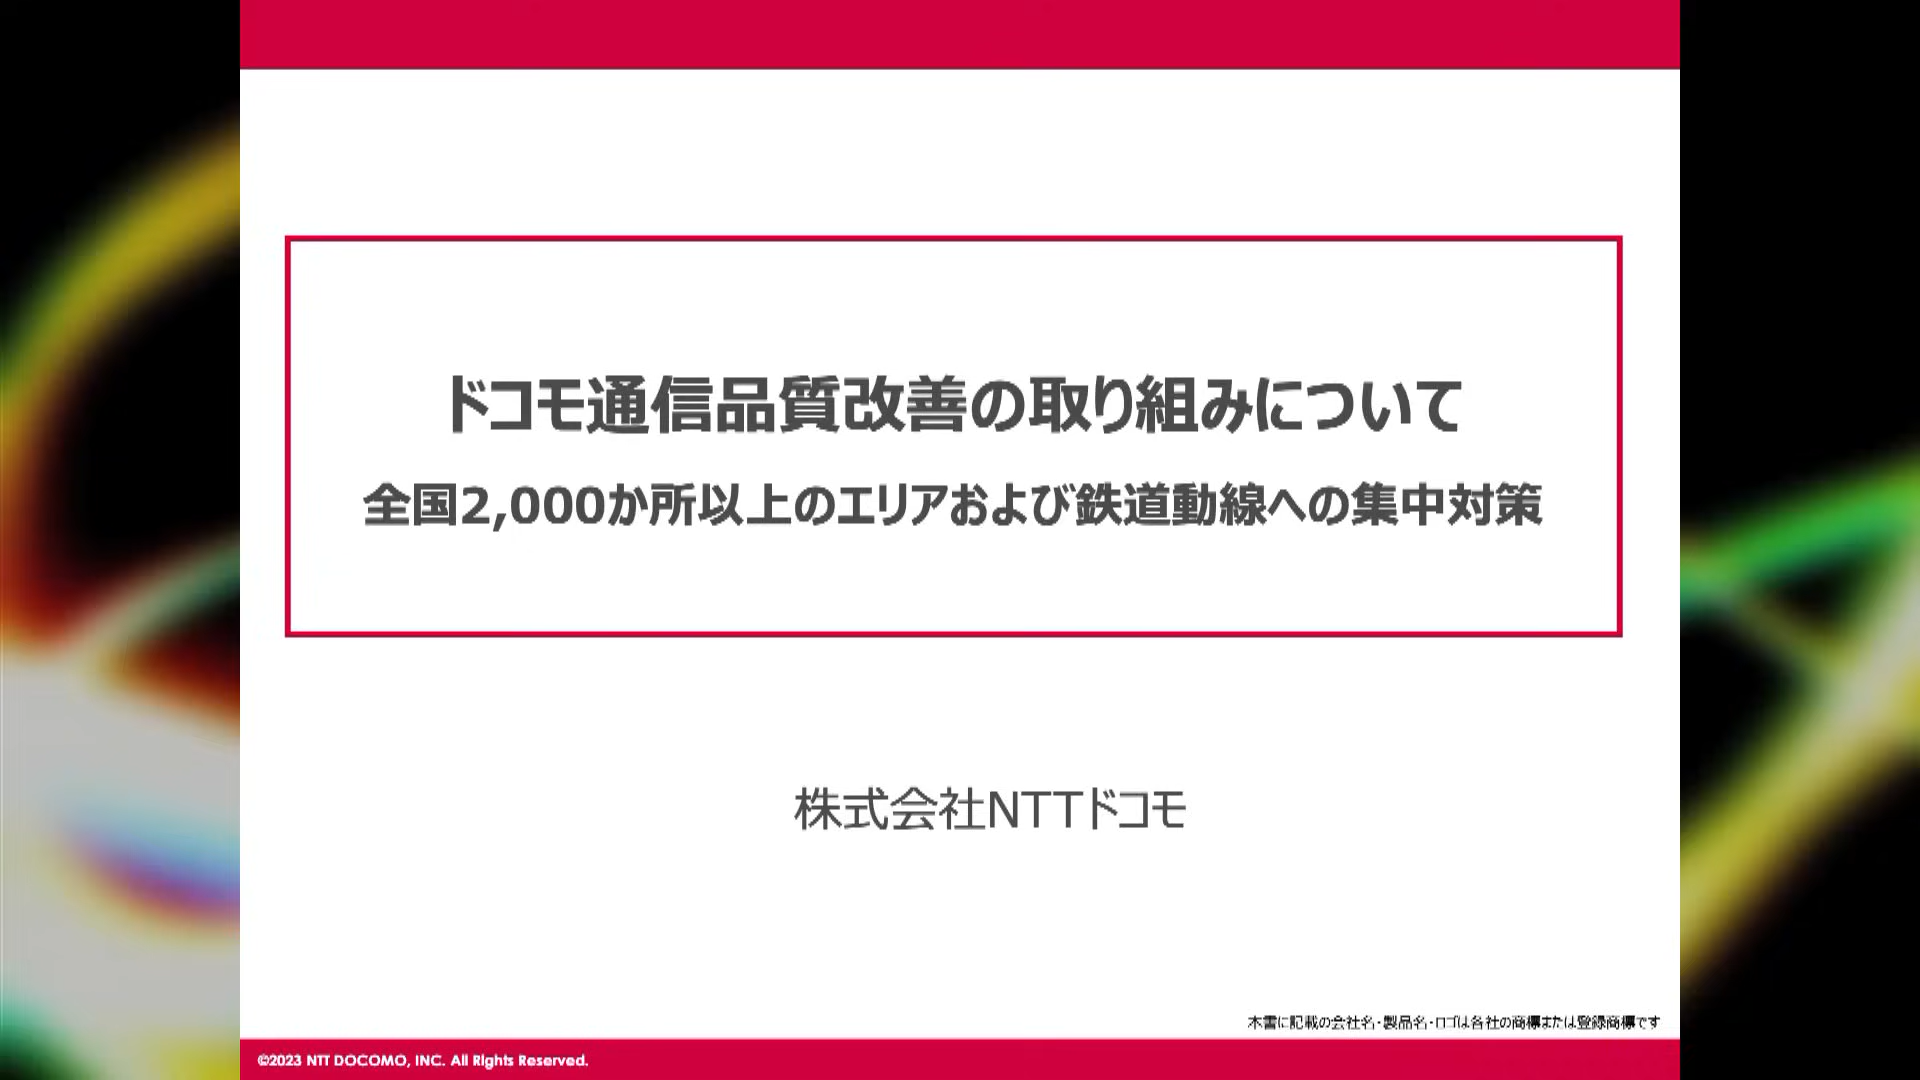 ドコモ通信品質改善の取り組みについて
全国2,000か所以上のエリアおよび鉄道動線への集中対策
株式会社NTTドコモ
本書に記載の会社名・製品名・ロゴは各社の商標または登録商標です
©2023 NTT DOCOMO, INC. All Rights Reserved.